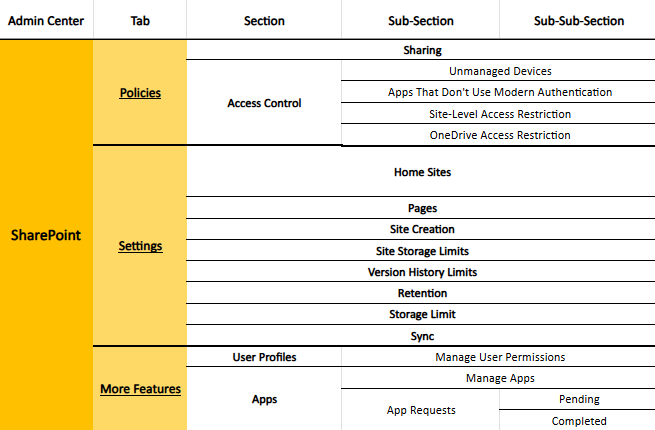 Admin Center Tab Section Sub-Section Sub-Sub-Section
Sharing
Unmanaged Devices
Policies Access Control Apps That Don't Use Modern Authentication
Site-Level Access Restriction
OneDrive Access Restriction
Home Sites
Pages
Site Creation
SharePoint Settings Site Storage Limits
Version History Limits
Retention
Storage Limit
Sync
User Profiles Manage User Permissions
Manage Apps
More Features Apps App Requests Pending
Completed